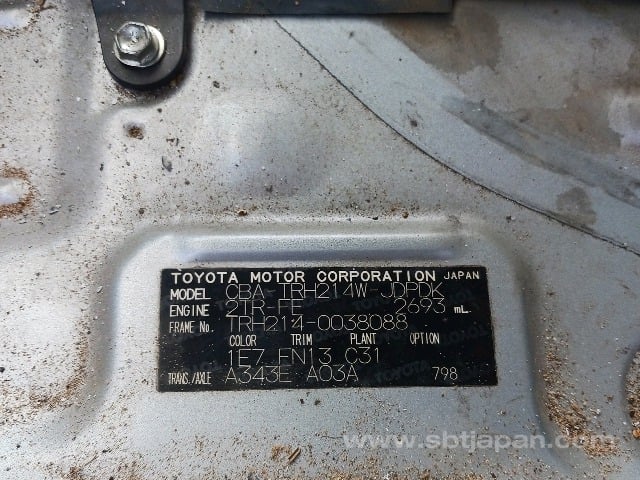 TOYOTA MOTOR CORPORATION JAPAN
MODEL CBA-TRH214W-JDPDK
ENGINE 2TR-FE 2693 mL.
FRAME No. TRH214-0038088
COLOR TRIM PLANT OPTION
1E7 FN13 C31
TRANS./AXLE A343E A03A 798
www.sbtjapan.com/